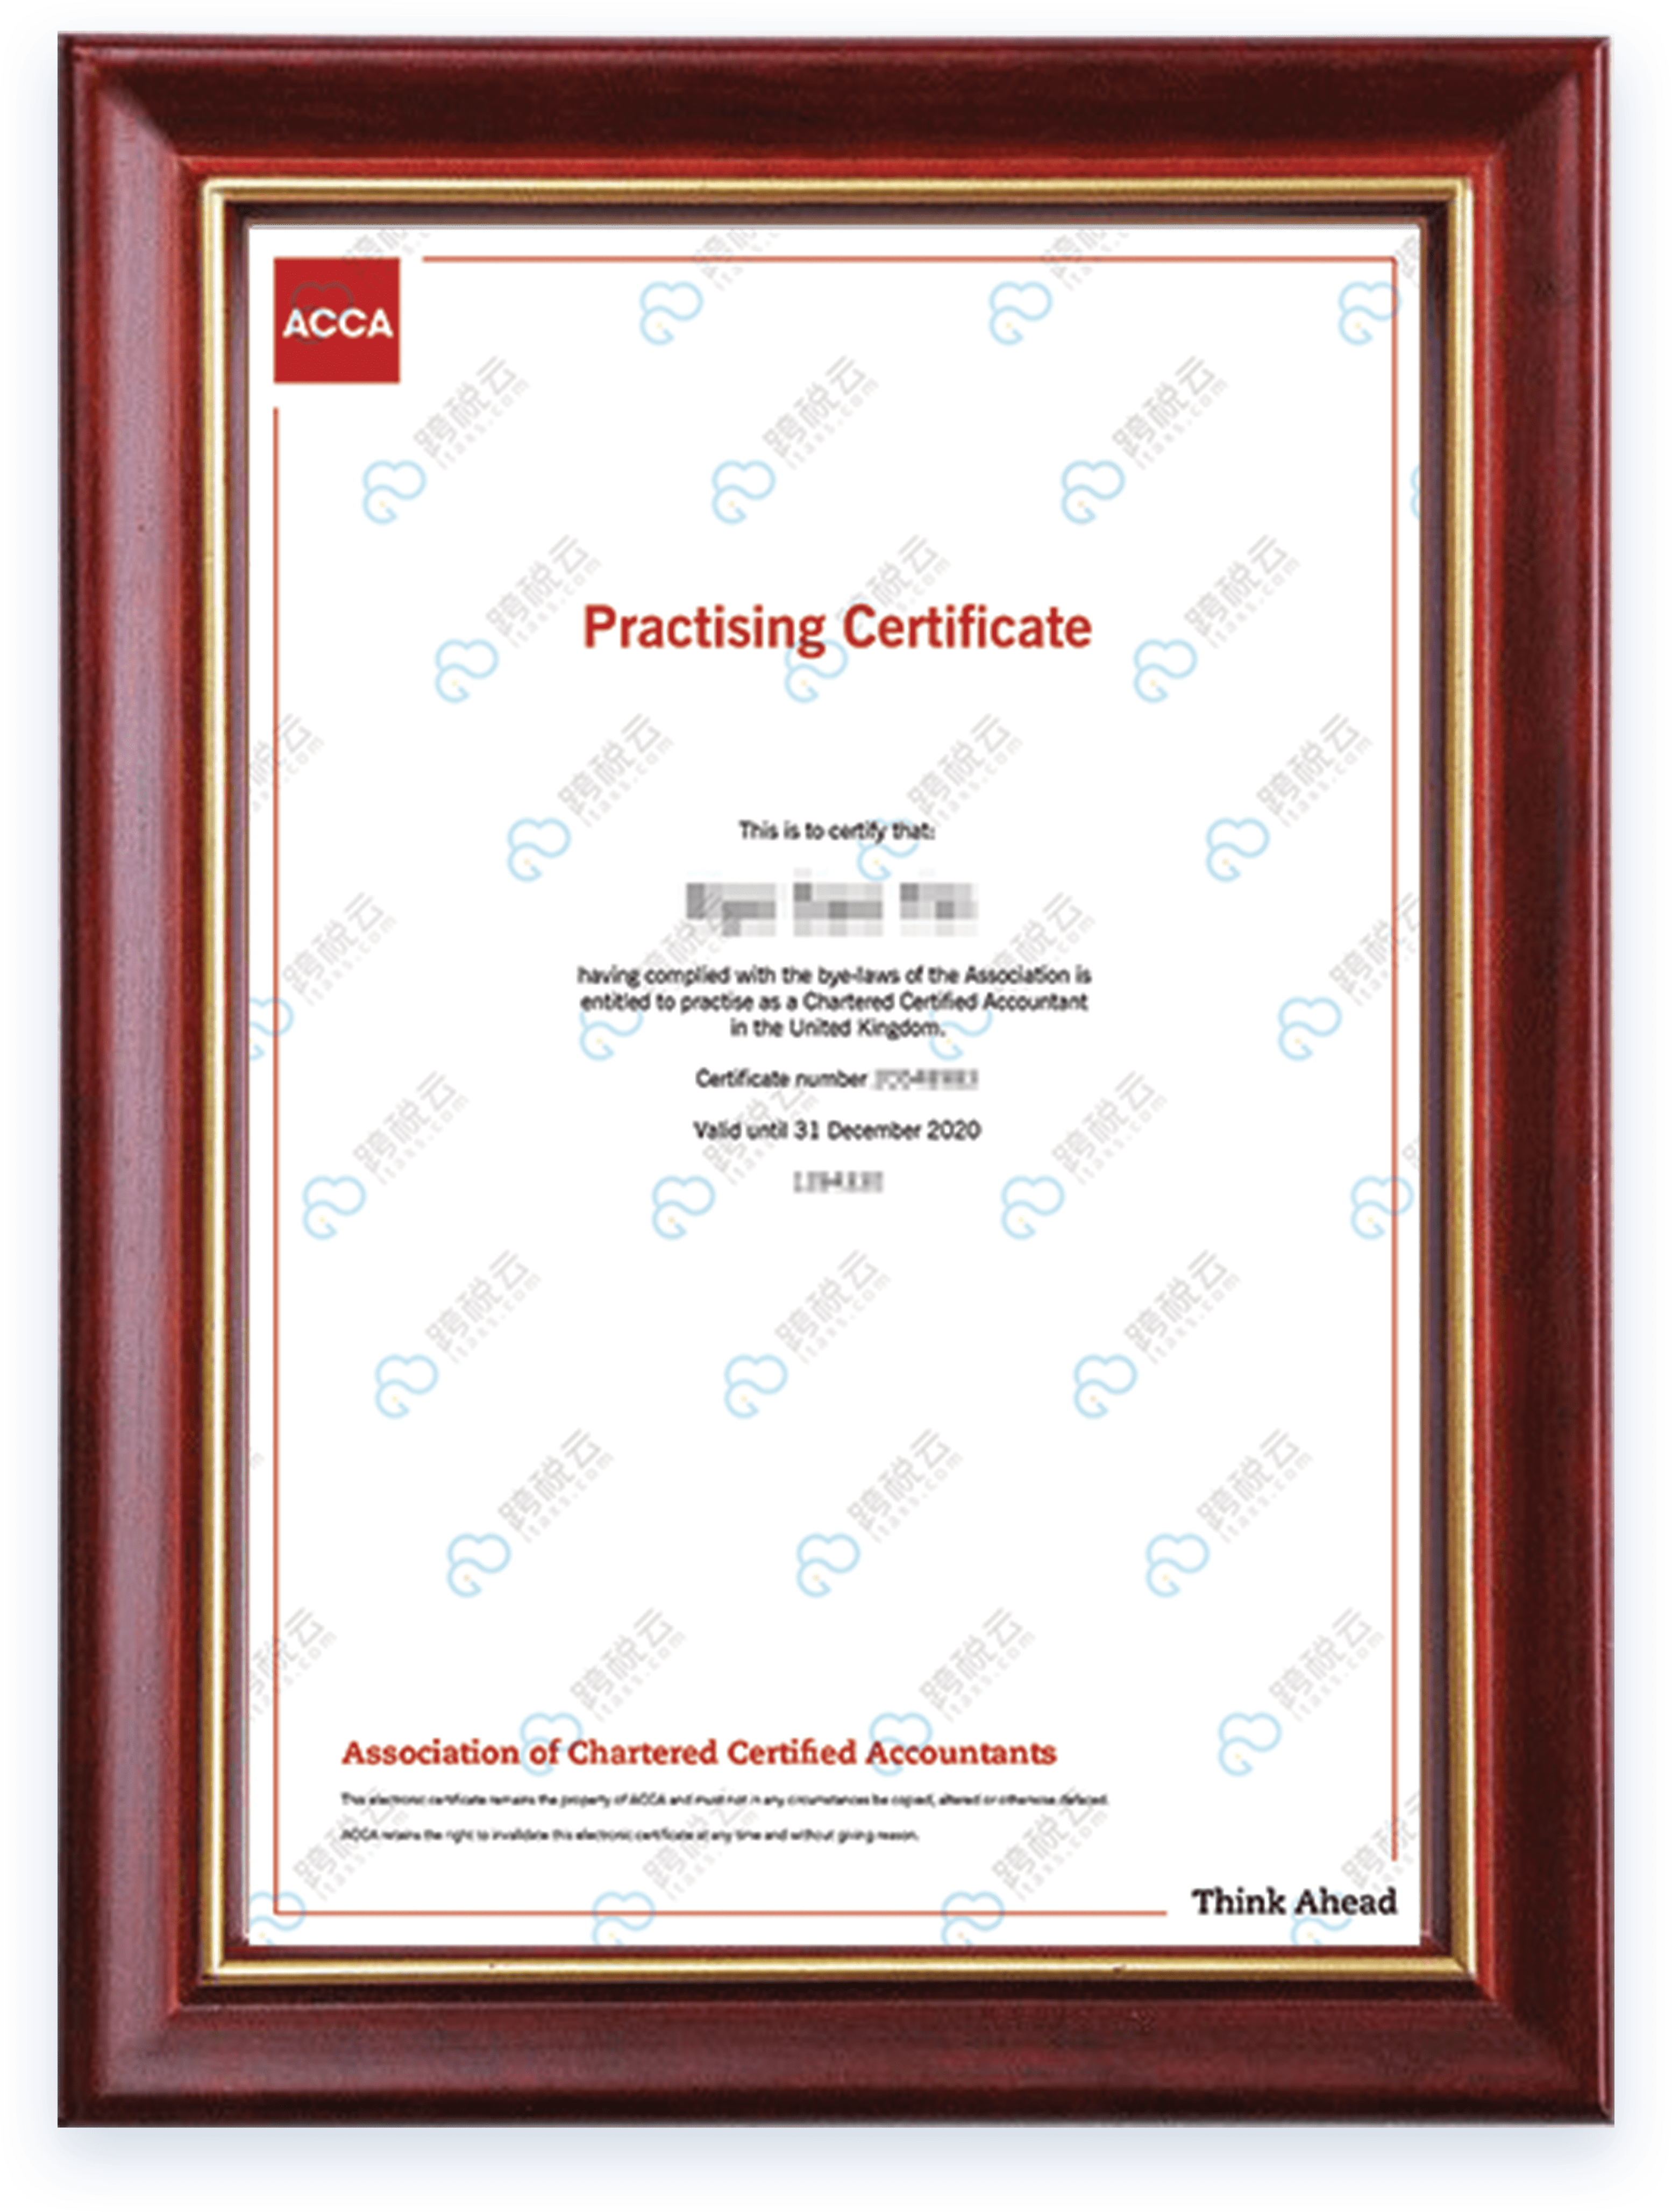 ACCA
Practising Certificate
This is to certify that:
having complied with the bye-laws of the Association is
entitled to practise as a Chartered Certified Accountant
in the United Kingdom.
Certificate number
Valid until 31 December 2020
Association of Chartered Certified Accountants
This electronic certificate remains the property of ACCA and must not in any circumstances be copied, altered or otherwise defaced.
ACCA retains the right to invalidate this electronic certificate at any time and without giving reason.
Think Ahead
跨税云
itaks.com